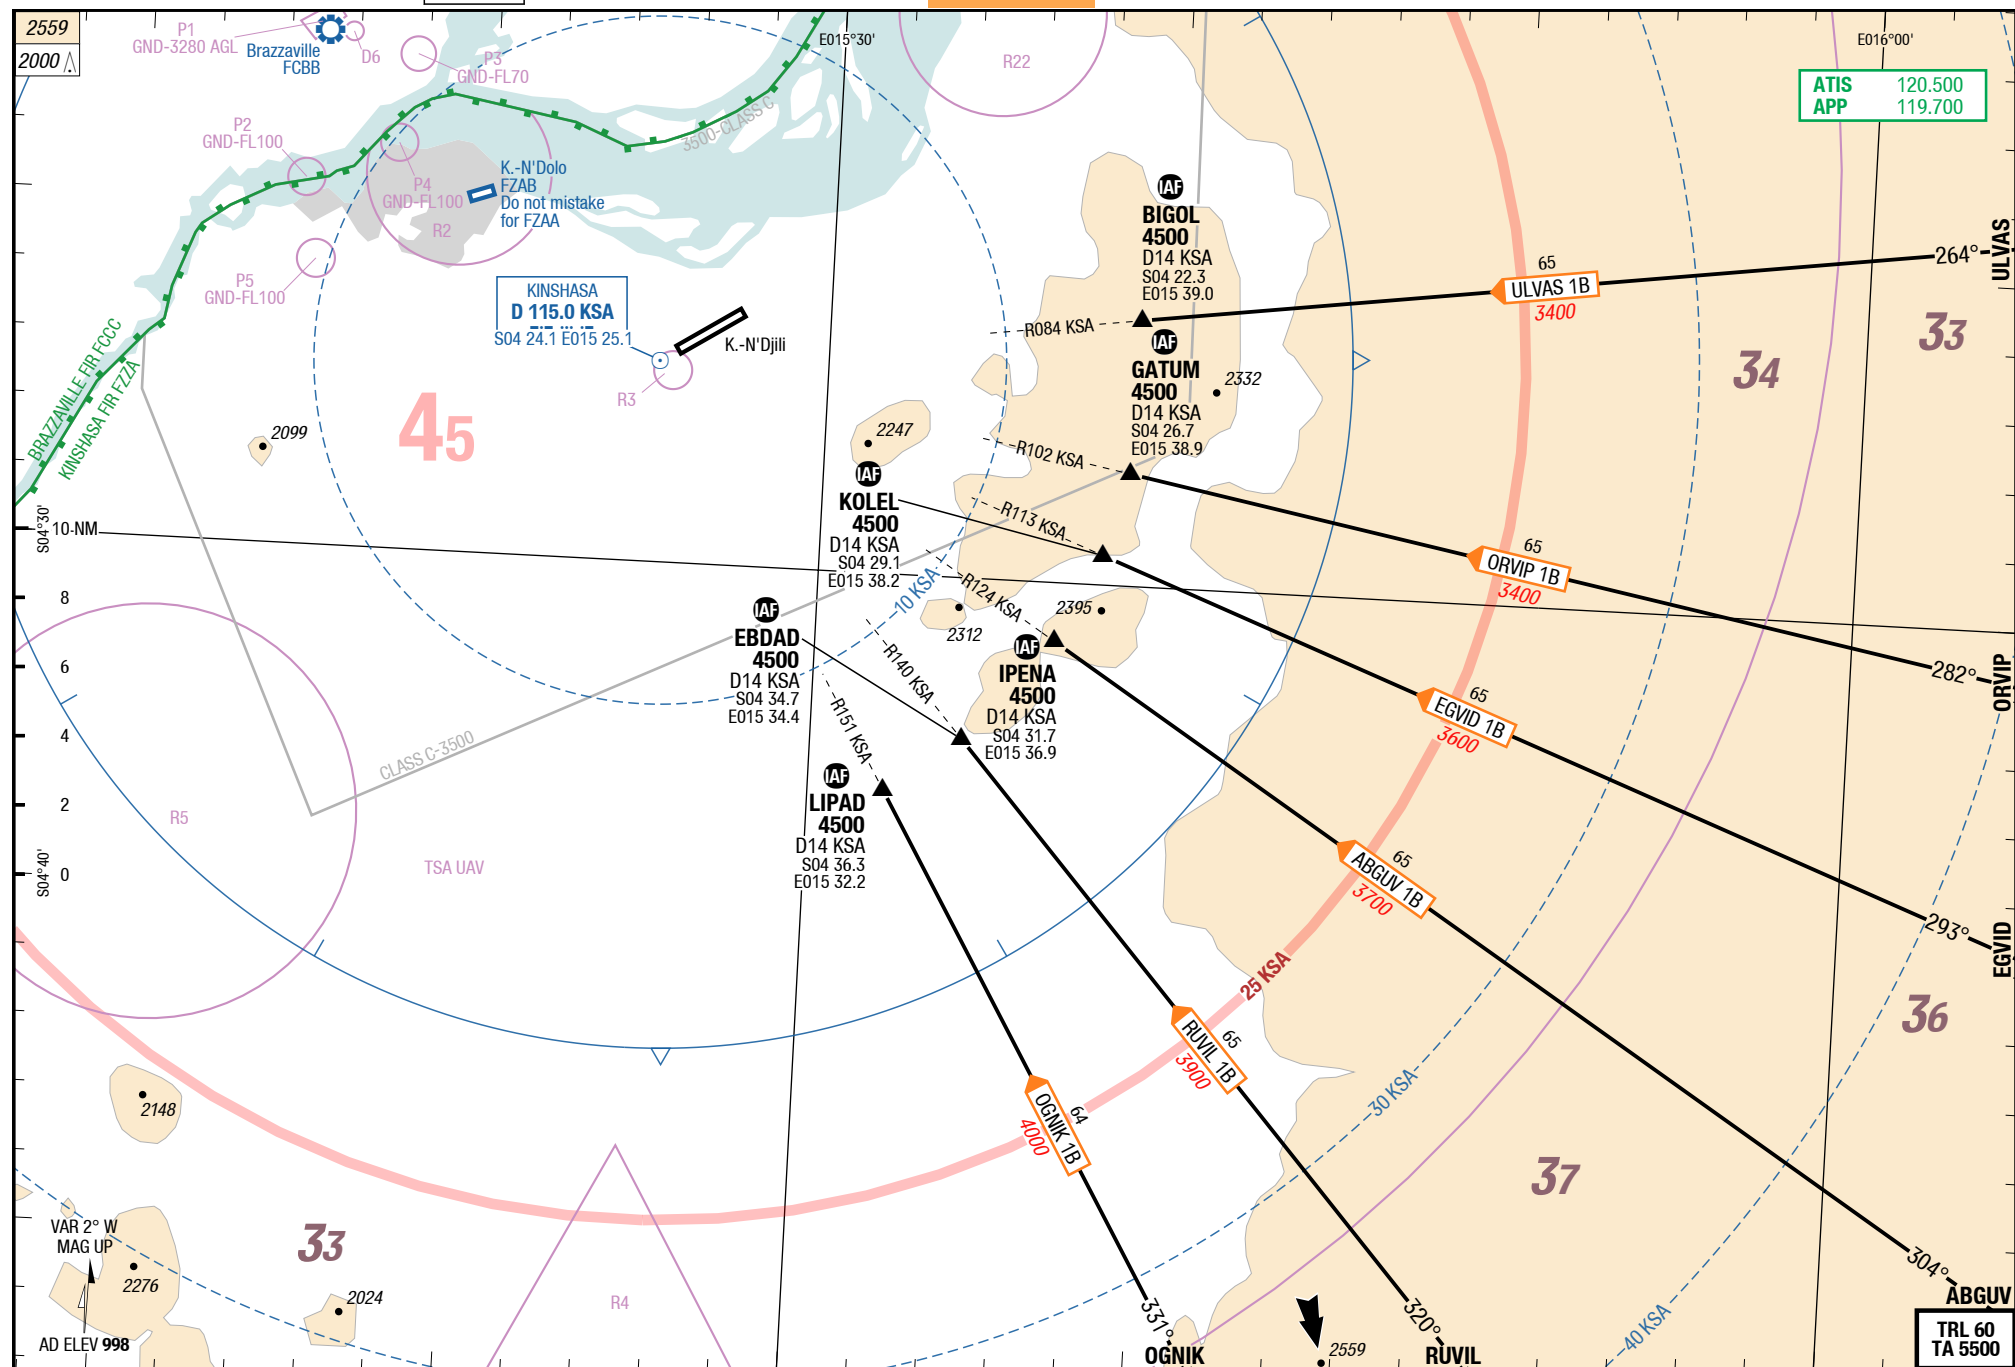 2559
2000
P1
GND-3280 AGL
Brazzaville
FCBB
D6
P3
GND-FL70
P2
GND-FL100
P4
GND-FL100
R2
K.-N'Dolo
FZAB
Do not mistake
for FZAA
P5
GND-FL100
3500-CLASS C
E015°30'
R22
E016°00'
ATIS 120.500
APP 119.700
BRAZZAVILLE FIR FCCC
KINSHASA FIR FZZA
KINSHASA
D 115.0 KSA
S04 24.1 E015 25.1
K.-N'Djili
R3
45
2099
2247
IAF
BIGOL
4500
D14 KSA
S04 22.3
E015 39.0
R084 KSA
65
ULVAS 1B
3400
264°
ULVAS
33
34
IAF
GATUM
4500
D14 KSA
S04 26.7
E015 38.9
2332
R102 KSA
65
ORVIP 1B
3400
282°
ORVIP
IAF
KOLEL
4500
D14 KSA
S04 29.1
E015 38.2
R113 KSA
65
EGVID 1B
3600
293°
EGVID
S04°30'
10 NM
8
6
4
2
0
S04°40'
10 KSA
R124 KSA
2312
2395
IAF
IPENA
4500
D14 KSA
S04 31.7
E015 36.9
65
ABGUV 1B
3700
304°
ABGUV
IAF
EBDAD
4500
D14 KSA
S04 34.7
E015 34.4
R140 KSA
65
RUVIL 1B
3900
320°
RUVIL
IAF
LIPAD
4500
D14 KSA
S04 36.3
E015 32.2
R151 KSA
64
OGNIK 1B
4000
331°
OGNIK
CLASS C-3500
R5
TSA UAV
25 KSA
30 KSA
40 KSA
36
37
33
2148
2276
2024
R4
2559
VAR 2° W
MAG UP
AD ELEV 998
TRL 60
TA 5500